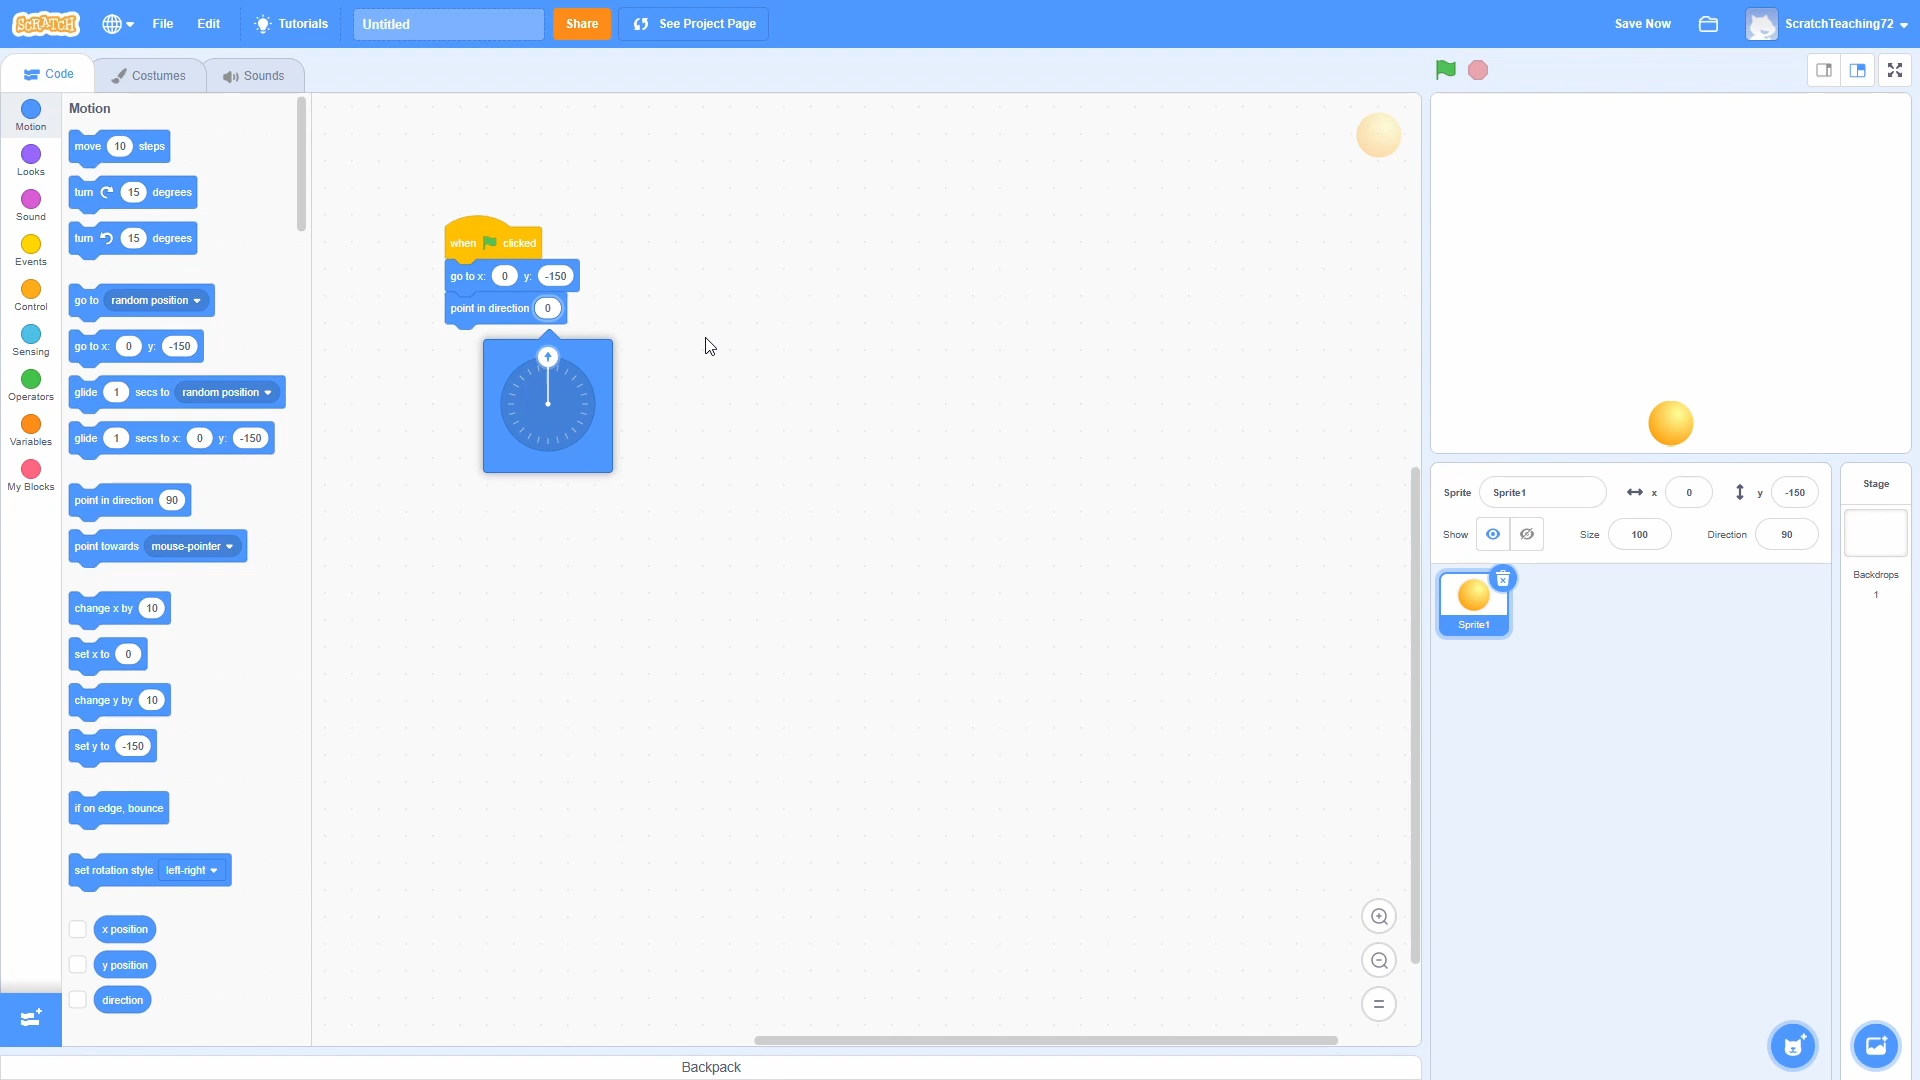 SCRATCH File Edit Tutorials Untitled Share See Project Page Save Now ScratchTeaching72
Code Costumes Sounds
Motion
Looks
Sound
Events
Control
Sensing
Operators
Variables
My Blocks
Motion
move 10 steps
turn 15 degrees
turn 15 degrees
go to random position
go to x: 0 y: -150
glide 1 secs to random position
glide 1 secs to x: 0 y: -150
point in direction 90
point towards mouse-pointer
change x by 10
set x to 0
change y by 10
set y to -150
if on edge, bounce
set rotation style left-right
x position
y position
direction
when clicked
go to x: 0 y: -150
point in direction 0
Sprite Sprite1 x 0 y -150
Show Size 100 Direction 90
Sprite1
Stage
Backdrops
1
Backpack